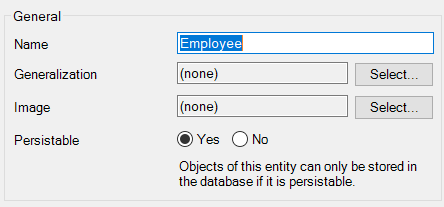 General
Name Employee
Generalization (none) Select...
Image (none) Select...
Persistable Yes No
Objects of this entity can only be stored in
the database if it is persistable.